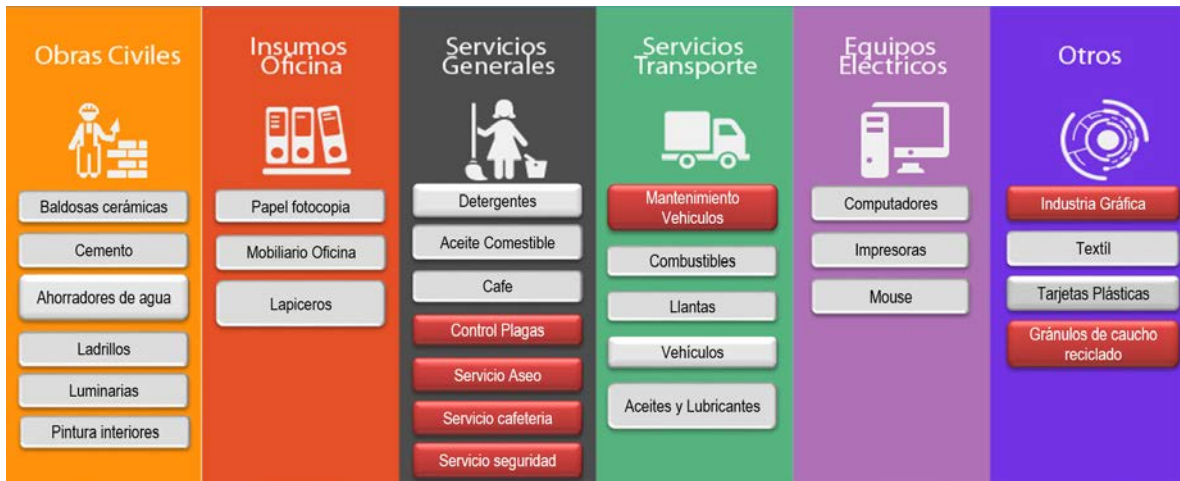 Obras Civiles
Baldosas cerámicas
Cemento
Ahorradores de agua
Ladrillos
Luminarias
Pintura interiores
Insumos
Oficina
Papel fotocopia
Mobiliario Oficina
Lapiceros
Servicios
Generales
Detergentes
Aceite Comestible
Cafe
Control Plagas
Servicio Aseo
Servicio cafeteria
Servicio seguridad
Servicios
Transporte
Mantenimiento
Vehiculos
Combustibles
Llantas
Vehículos
Aceites y Lubricantes
Equipos
Eléctricos
Computadores
Impresoras
Mouse
Otros
Industria Gráfica
Textíl
Tarjetas Plásticas
Gránulos de caucho
reciclado